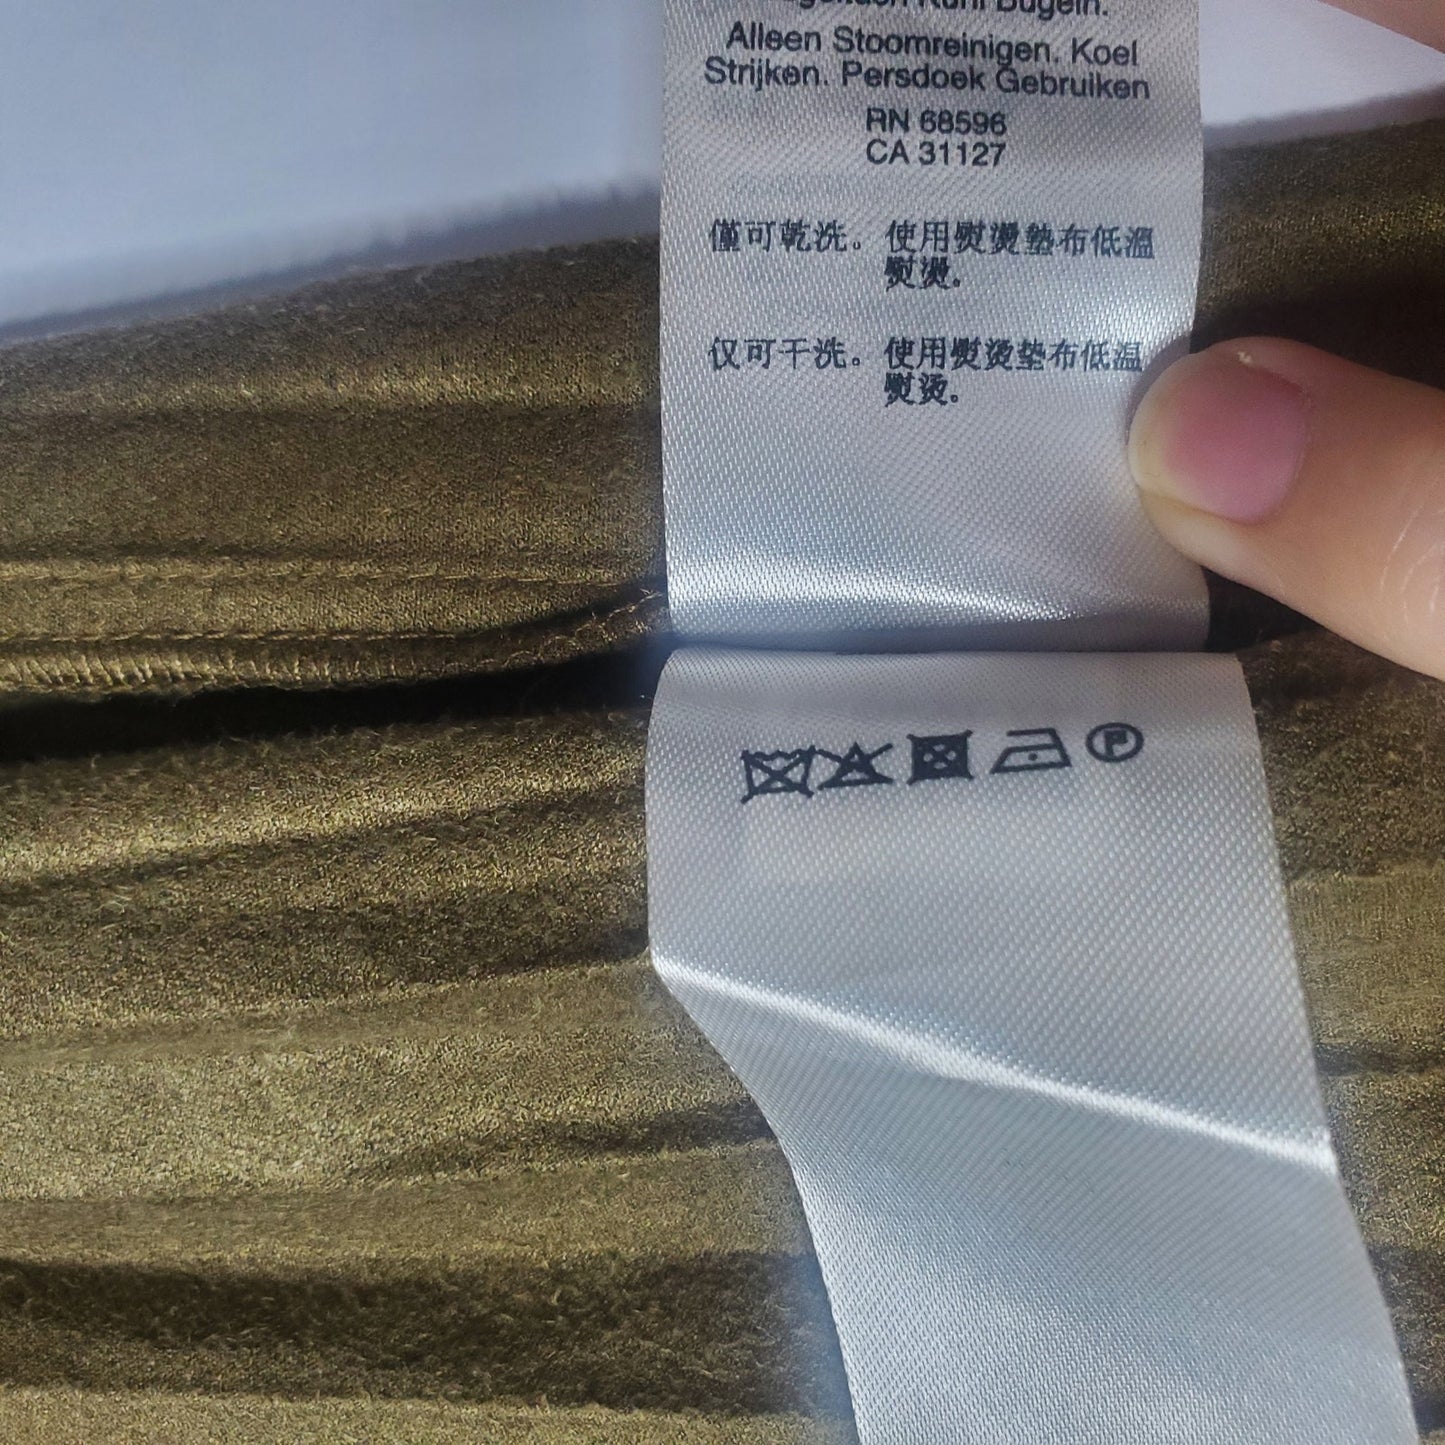 Kühl Bügeln.
Alleen Stoomreinigen. Koel
Strijken. Persdoek Gebruiken
RN 68596
CA 31127
僅可乾洗。使用熨燙墊布低溫
熨燙。
仅可干洗。使用熨烫垫布低温
熨烫。
P